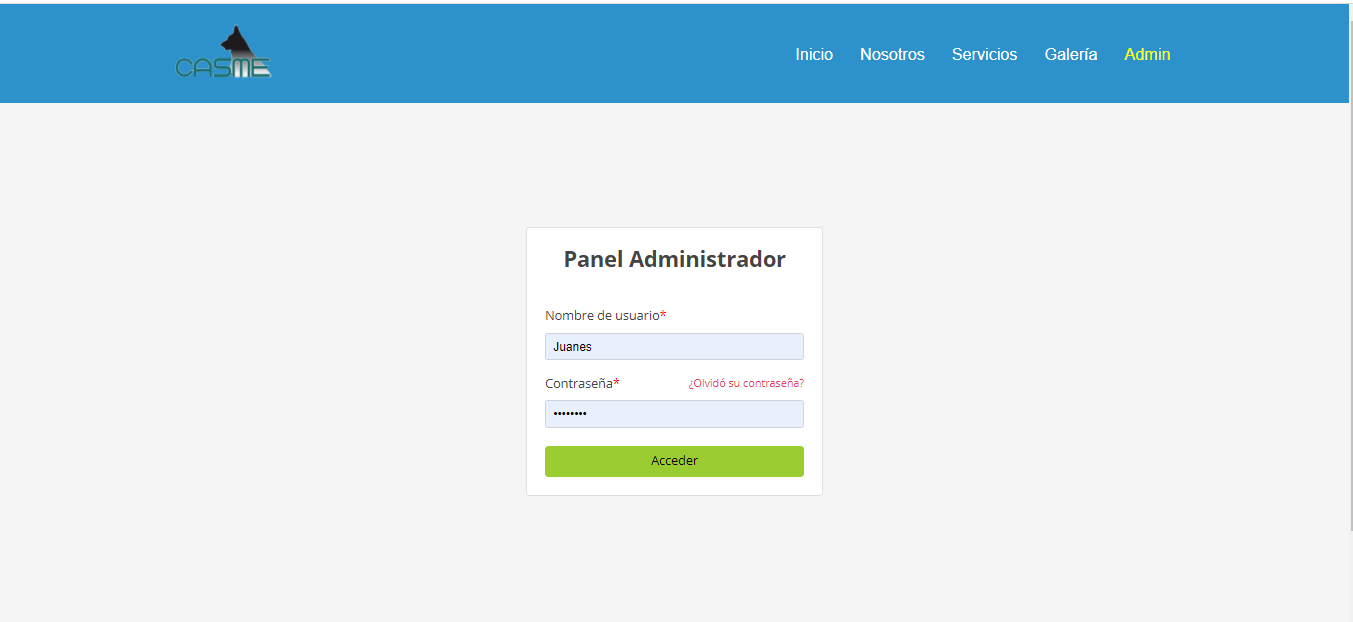 CASME
Inicio Nosotros Servicios Galería Admin
Panel Administrador
Nombre de usuario*
Juanes
Contraseña* ¿Olvidó su contraseña?
••••••••
Acceder